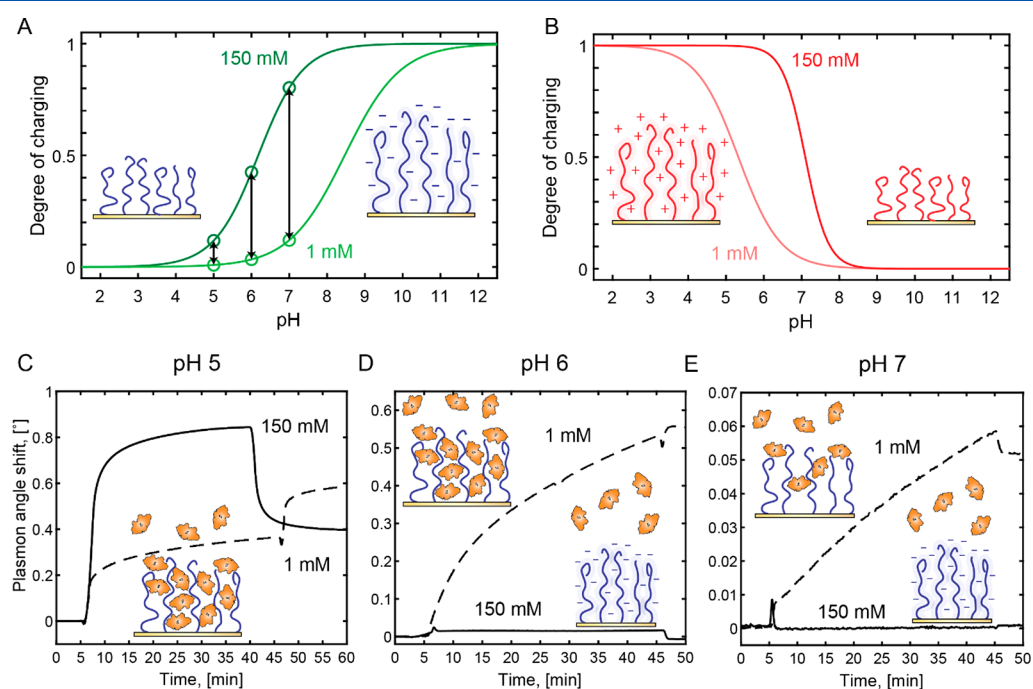 A
B
1
0.5
0
Degree of charging
150 mM
1 mM
2 3 4 5 6 7 8 9 10 11 12
pH
1
0.5
0
Degree of charging
150 mM
1 mM
2 3 4 5 6 7 8 9 10 11 12
pH
C
pH 5
D
pH 6
E
pH 7
Plasmon angle shift, [°]
1
0.8
0.6
0.4
0.2
0
150 mM
1 mM
0 5 10 15 20 25 30 35 40 45 50 55 60
Time, [min]
0.6
0.5
0.4
0.3
0.2
0.1
0
1 mM
150 mM
0 5 10 15 20 25 30 35 40 45 50
Time, [min]
0.07
0.06
0.05
0.04
0.03
0.02
0.01
0
1 mM
150 mM
0 5 10 15 20 25 30 35 40 45 50
Time, [min]